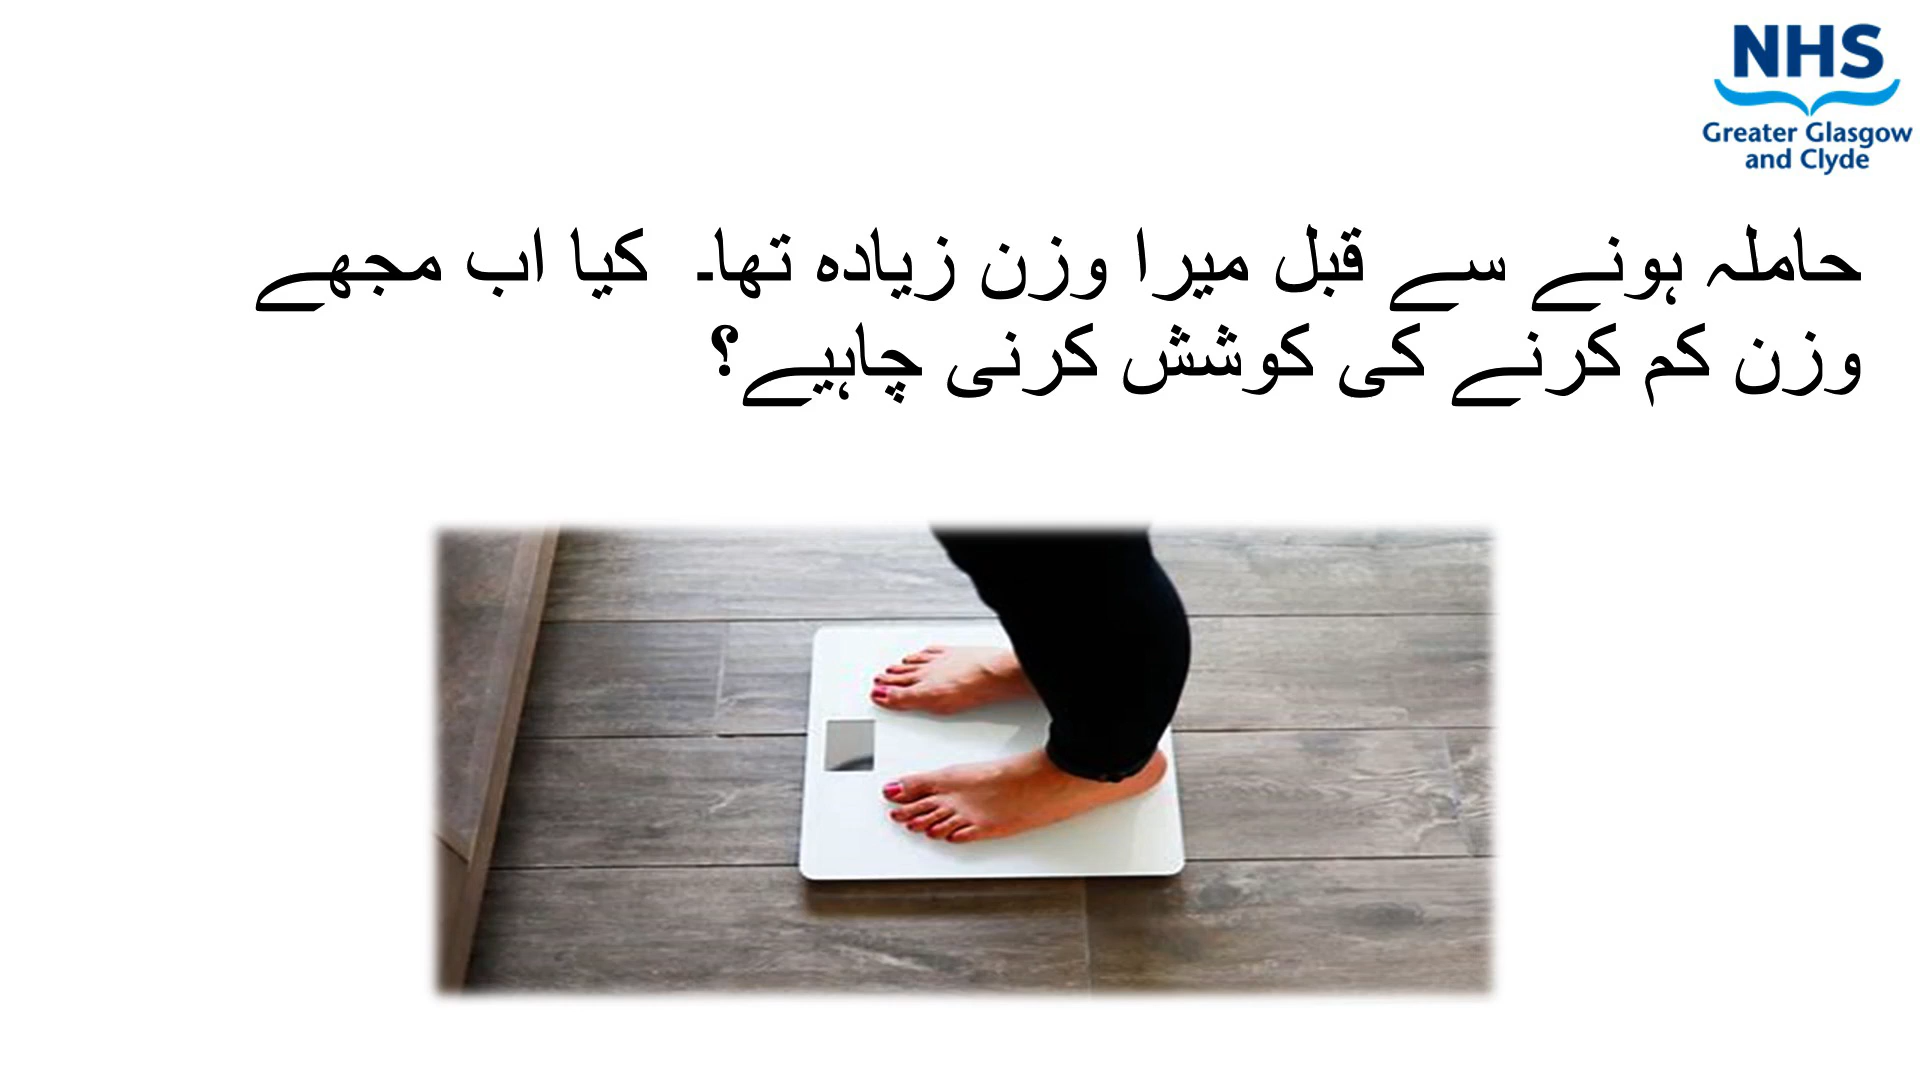 NHS
Greater Glasgow
and Clyde
حاملہ ہونے سے قبل میرا وزن زیادہ تھا۔ کیا اب مجھے
وزن کم کرنے کی کوشش کرنی چاہیے؟